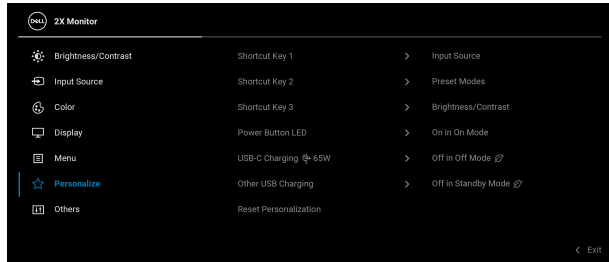 DELL 2X Monitor
Brightness/Contrast Shortcut Key 1 > Input Source
Input Source Shortcut Key 2 > Preset Modes
Color Shortcut Key 3 > Brightness/Contrast
Display Power Button LED > On in On Mode
Menu USB-C Charging 65W > Off in Off Mode
Personalize Other USB Charging > Off in Standby Mode
Others Reset Personalization
< Exit